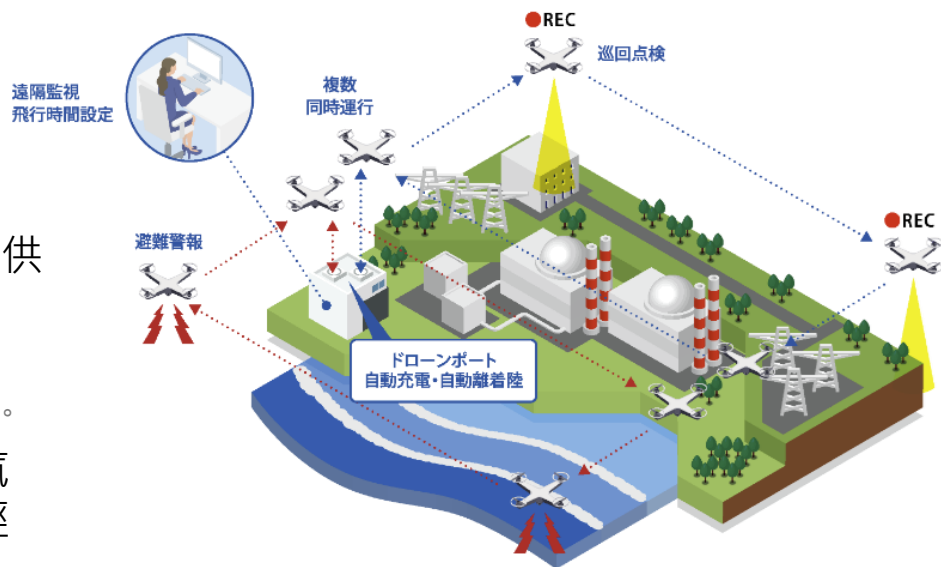 REC
巡回点検
遠隔監視
飛行時間設定
複数
同時運行
REC
避難警報
供
ドローンポート
自動充電・自動離着陸
。
気